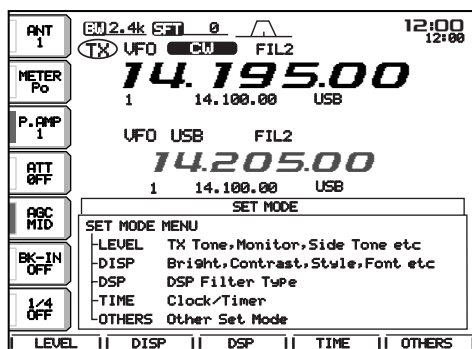 ANT
1
BW 2.4k SFT 0
12:00
12:00
TX VFO CW FIL2
METER
Po
14.195.00
1 14.100.00 USB
P.AMP
1
VFO USB FIL2
ATT
OFF
14.205.00
1 14.100.00 USB
AGC
MID
SET MODE
SET MODE MENU
LEVEL TX Tone,Monitor,Side Tone etc
BK-IN
OFF
DISP Bright,Contrast,Style,Font etc
DSP DSP Filter Type
1/4
OFF
TIME Clock/Timer
OTHERS Other Set Mode
LEVEL DISP DSP TIME OTHERS